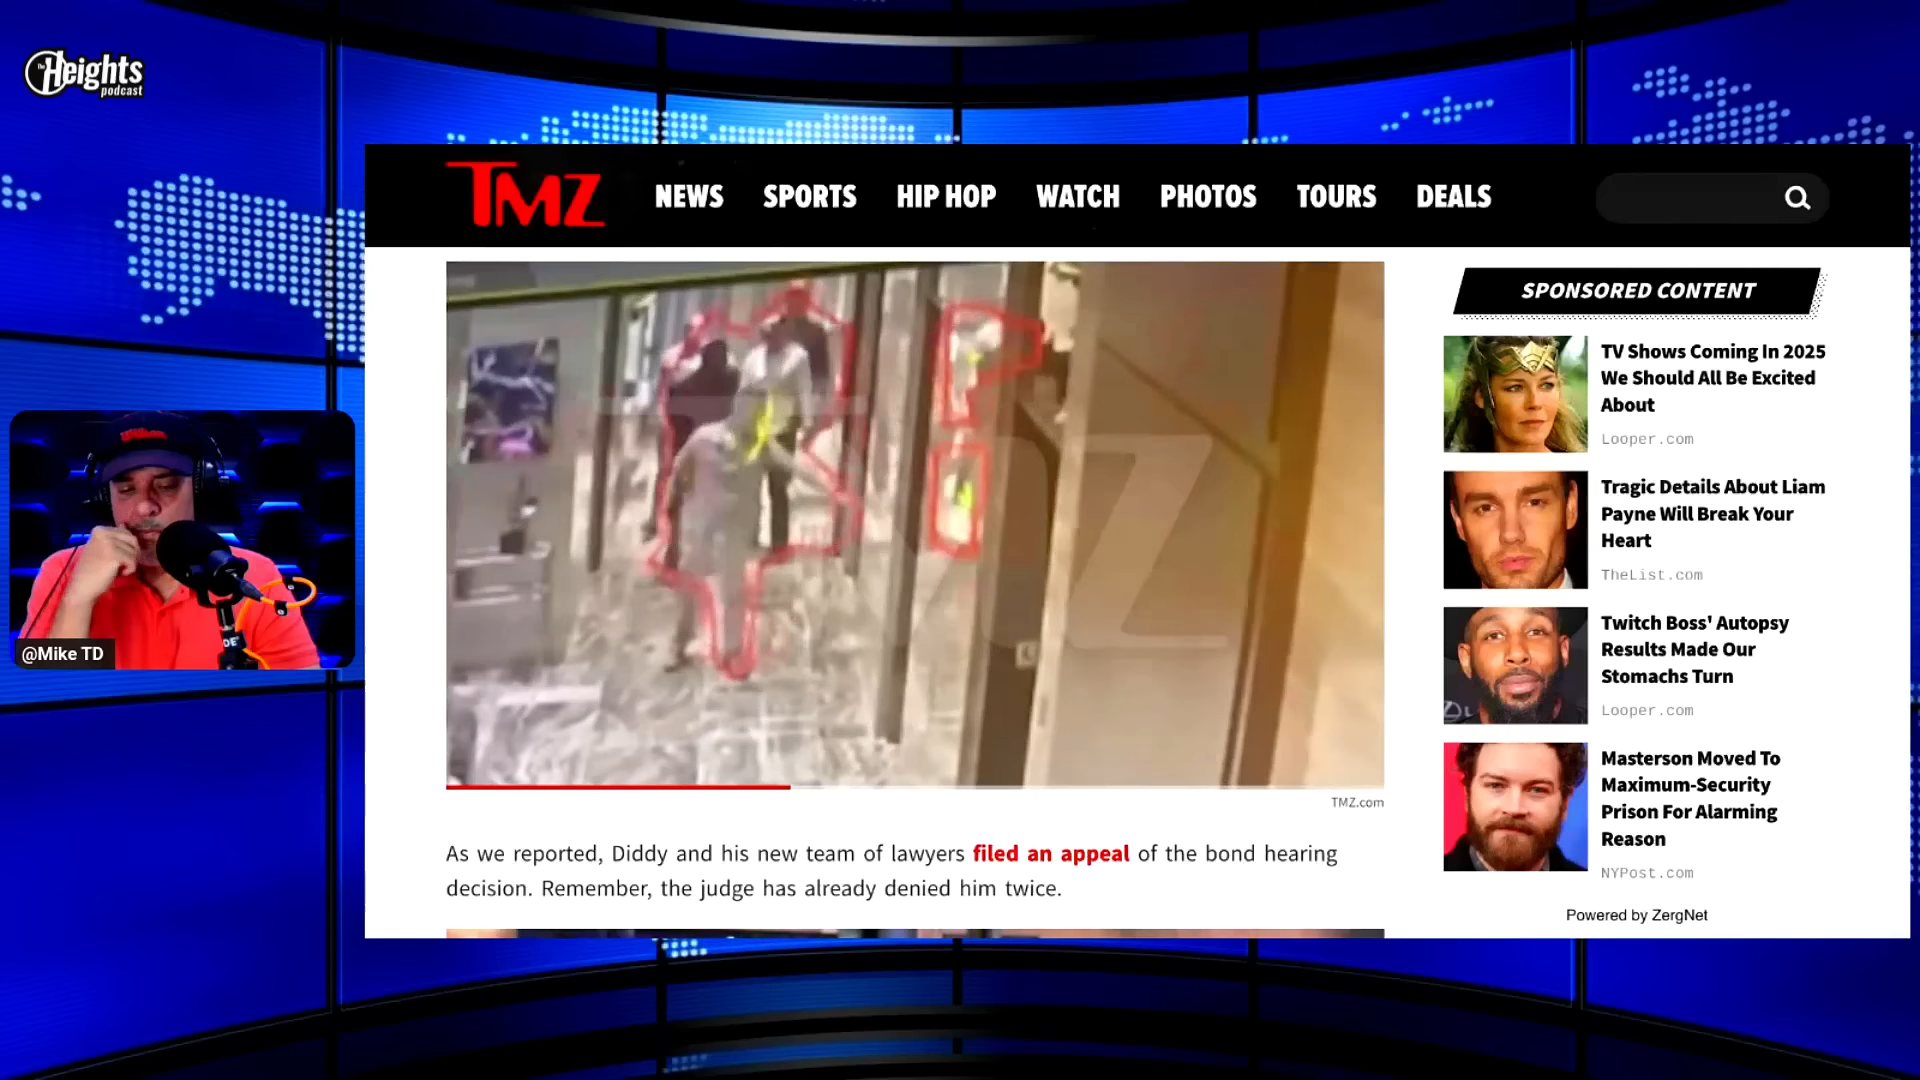 The Heights
podcast
TMZ
NEWS SPORTS HIP HOP WATCH PHOTOS TOURS DEALS
Wilson
@Mike TD
TMZ
TMZ.com
As we reported, Diddy and his new team of lawyers filed an appeal of the bond hearing
decision. Remember, the judge has already denied him twice.
SPONSORED CONTENT
TV Shows Coming In 2025
We Should All Be Excited
About
Looper.com
Tragic Details About Liam
Payne Will Break Your
Heart
TheList.com
Twitch Boss' Autopsy
Results Made Our
Stomachs Turn
Looper.com
Masterson Moved To
Maximum-Security
Prison For Alarming
Reason
NYPost.com
Powered by ZergNet